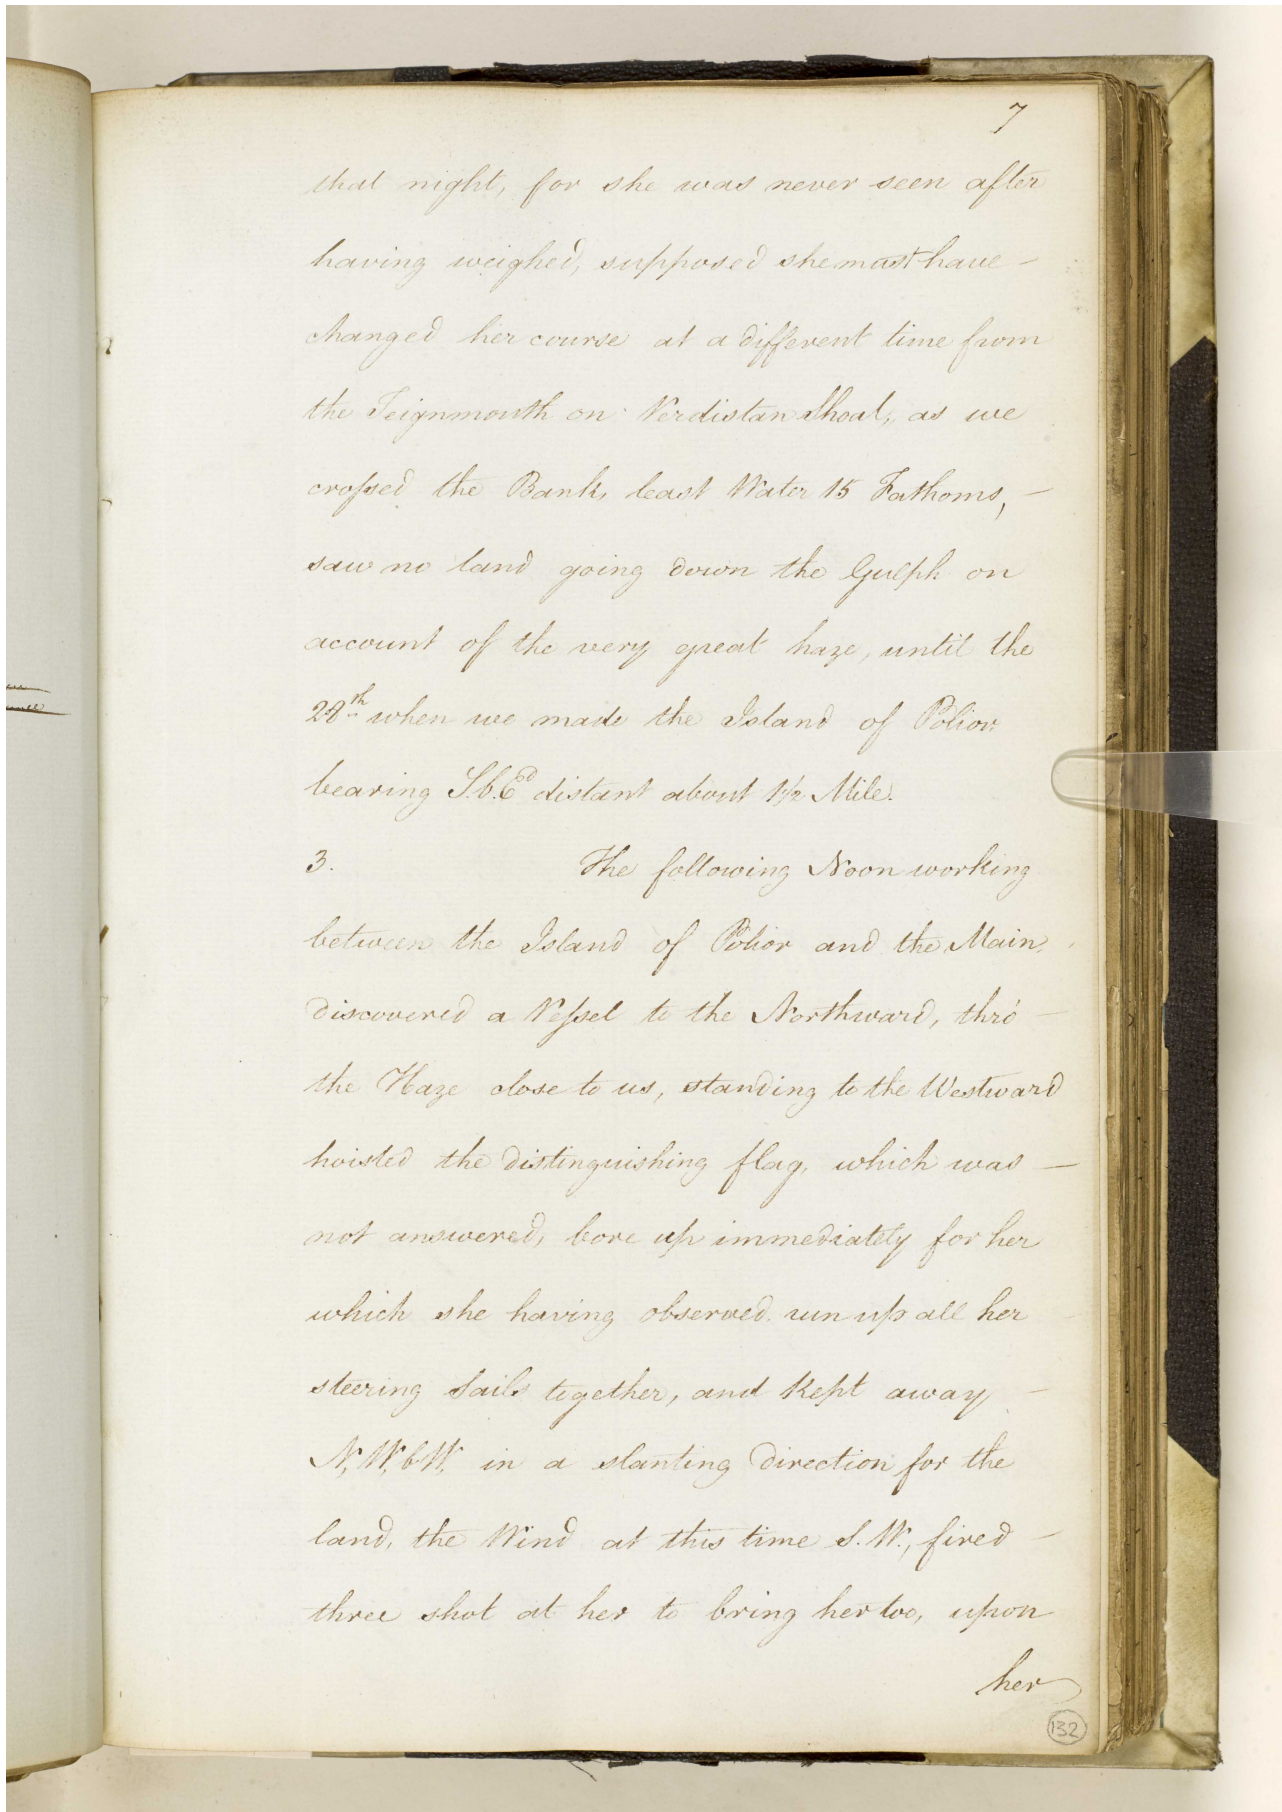 7
that night, for she was never seen after
having weighed, supposed she must have –
changed her course at a different time from
the Teignmouth on Verdistan Shoal, as we
crossed the Bank, least Water 15 Fathoms, –
saw no land going down the Gulph on
account of the very great haze, until the
28th when we made the Island of Polior
bearing S.b.Ed distant about 1½ Mile.
3. The following Noon working
between the Island of Polior and the Main,
discovered a Vessel to the Northward, thro' –
the Haze close to us, standing to the Westward
hoisted the distinguishing flag, which was –
not answered, bore up immediately for her
which she having observed run up all her
steering Sails together, and kept away –
N,W,b.W, in a slanting direction for the
land, the Wind at this time S.W., fired –
three shot at her to bring her too, upon
her
132